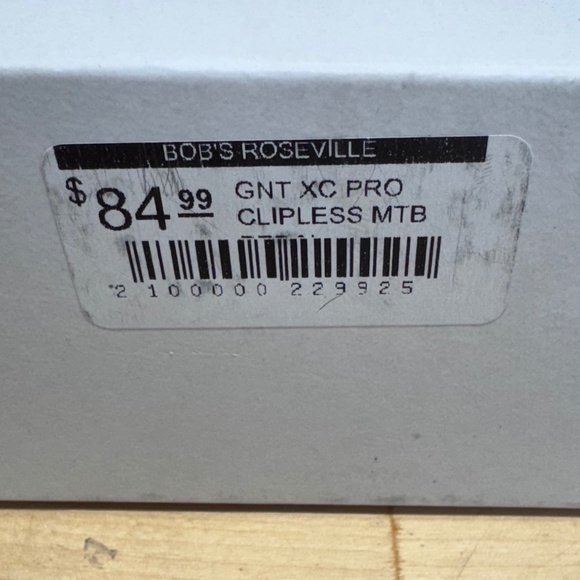 BOB'S ROSEVILLE
$84.99 GNT XC PRO
CLIPLESS MTB
2 100000 229925